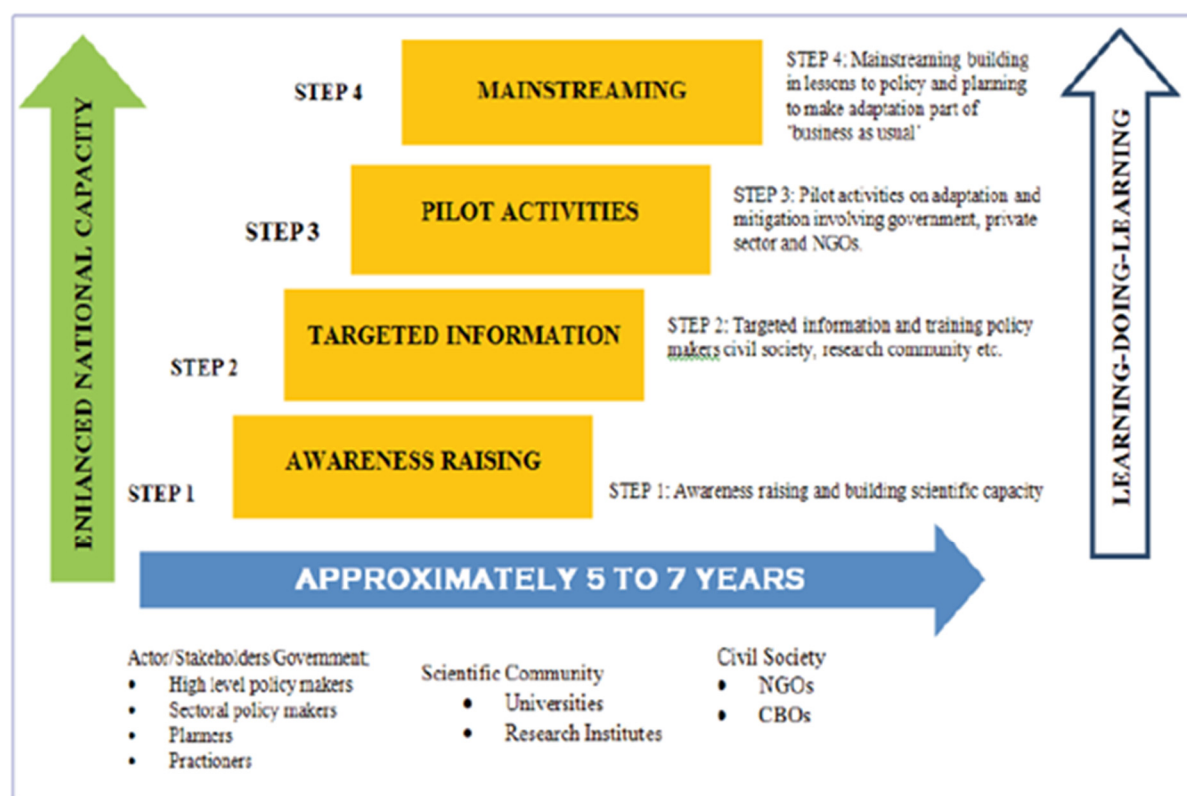 ENHANCED NATIONAL CAPACITY
STEP 4
MAINSTREAMING
STEP 4: Mainstreaming building
in lessons to policy and planning
to make adaptation part of
"business as usual"
STEP 3
PILOT ACTIVITIES
STEP 3: Pilot activities on adaptation and
mitigation involving government, private
sector and NGOs.
STEP 2
TARGETED INFORMATION
STEP 2: Targeted information and training policy
makers civil society, research community etc.
STEP 1
AWARENESS RAISING
STEP 1: Awareness raising and building scientific capacity
LEARNING-DOING-LEARNING
APPROXIMATELY 5 TO 7 YEARS
Actor/Stakeholders/Government;
• High level policy makers
• Sectoral policy makers
• Planners
• Practioners
Scientific Community
• Universities
• Research Institutes
Civil Society
• NGOs
• CBOs